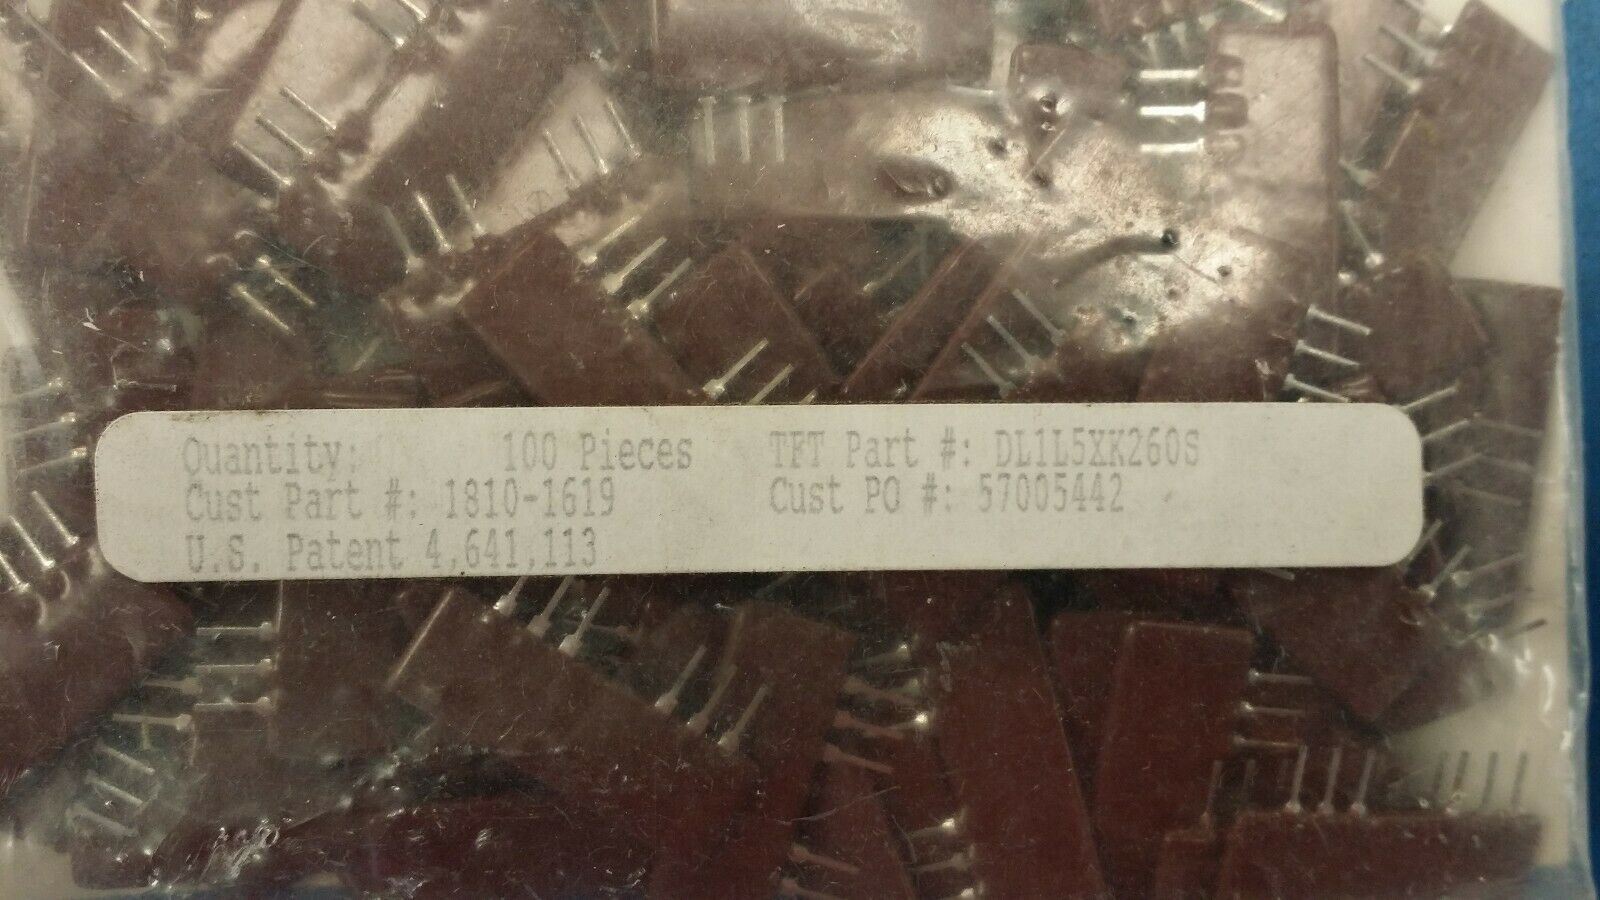 Quantity: 100 Pieces TFT Part #: DL1L5XK260S
Cust Part #: 1810-1619 Cust PO #: 57005442
U.S. Patent 4,641,113